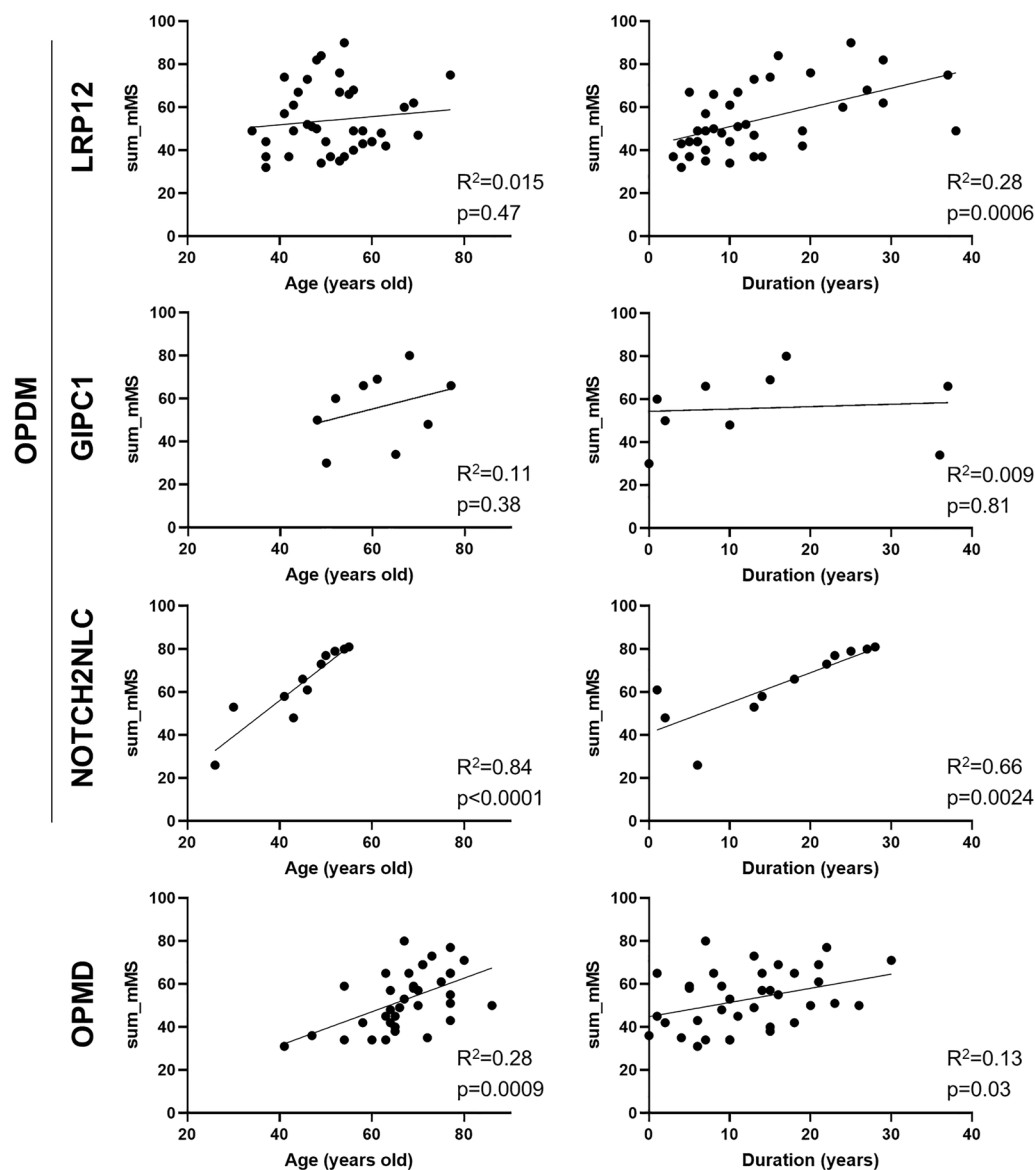 OPDM
LRP12
sum_mMS
100
80
60
40
20
0
20
40
60
80
Age (years old)
R²=0.015
p=0.47
sum_mMS
100
80
60
40
20
0
0
10
20
30
40
Duration (years)
R²=0.28
p=0.0006
GIPC1
sum_mMS
100
80
60
40
20
0
20
40
60
80
Age (years old)
R²=0.11
p=0.38
sum_mMS
100
80
60
40
20
0
0
10
20
30
40
Duration (years)
R²=0.009
p=0.81
NOTCH2NLC
sum_mMS
100
80
60
40
20
0
20
40
60
80
Age (years old)
R²=0.84
p<0.0001
sum_mMS
100
80
60
40
20
0
0
10
20
30
40
Duration (years)
R²=0.66
p=0.0024
OPMD
sum_mMS
100
80
60
40
20
0
20
40
60
80
Age (years old)
R²=0.28
p=0.0009
sum_mMS
100
80
60
40
20
0
0
10
20
30
40
Duration (years)
R²=0.13
p=0.03